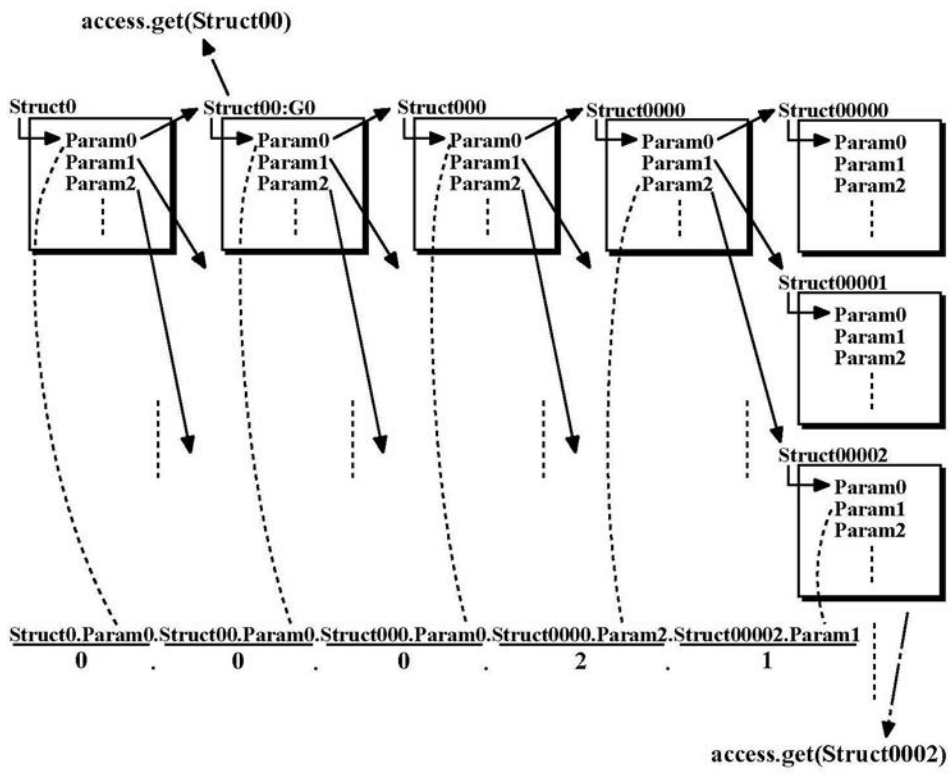 access.get(Struct00)
Struct0
Param0
Param1
Param2
Struct00:G0
Param0
Param1
Param2
Struct000
Param0
Param1
Param2
Struct0000
Param0
Param1
Param2
Struct00000
Param0
Param1
Param2
Struct00001
Param0
Param1
Param2
Struct00002
Param0
Param1
Param2
Struct0.Param0.Struct00.Param0.Struct000.Param0.Struct0000.Param2.Struct00002.Param1
0 . 0 . 0 . 2 . 1
access.get(Struct0002)